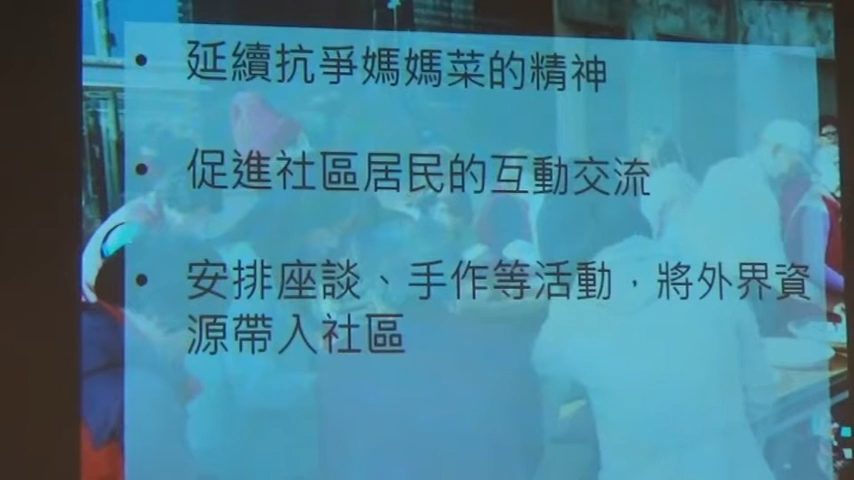 • 延續抗爭媽媽菜的精神
• 促進社區居民的互動交流
• 安排座談、手作等活動，將外界資
源帶入社區